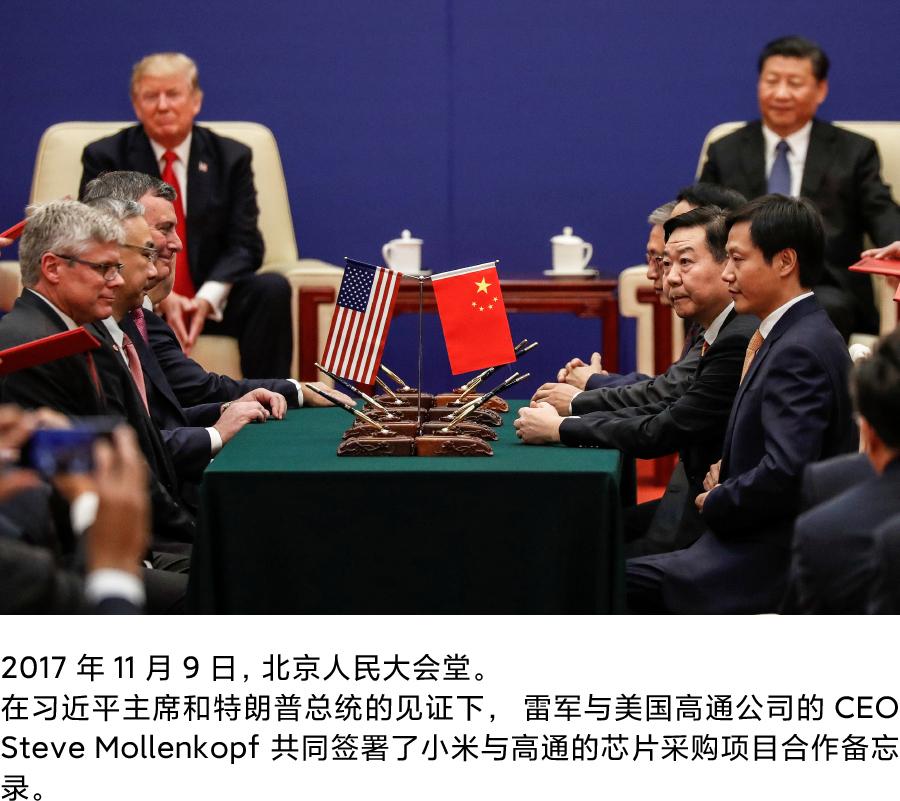 2017 年 11 月 9 日，北京人民大会堂。
在习近平主席和特朗普总统的见证下， 雷军与美国高通公司的 CEO
Steve Mollenkopf 共同签署了小米与高通的芯片采购项目合作备忘
录。